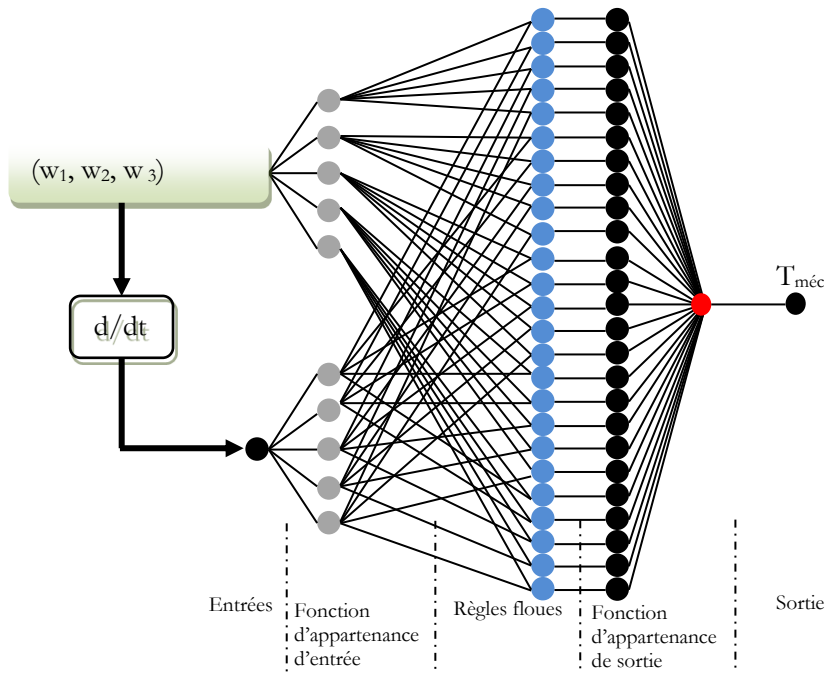 (w₁, w₂, w ₃)
d/dt
Tméc
Entrées
Fonction
d'appartenance
d'entrée
Règles floues
Fonction
d'appartenance
de sortie
Sortie